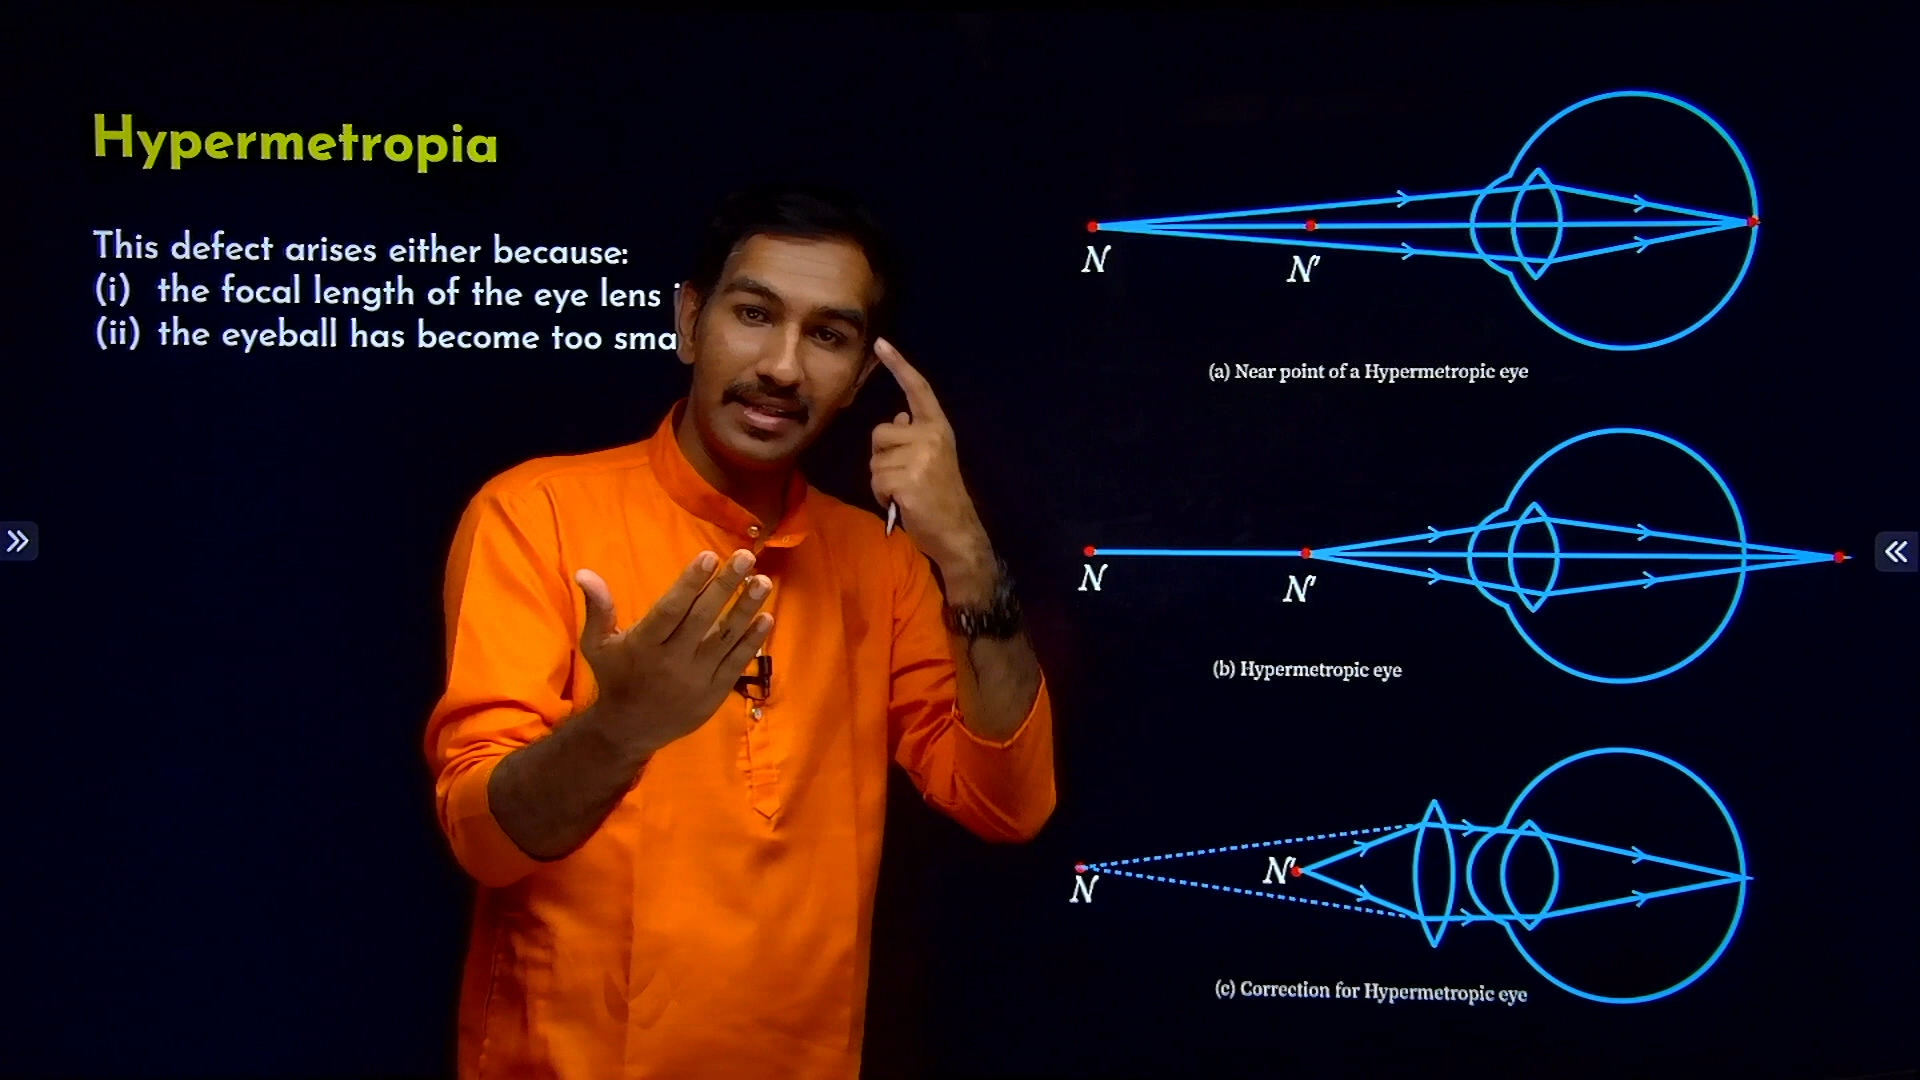 Hypermetropia
This defect arises either because:
(i) the focal length of the eye lens
(ii) the eyeball has become too
N
N'
(a) Near point of a Hypermetropic eye
N
N'
(b) Hypermetropic eye
N
N'
(c) Correction for Hypermetropic eye